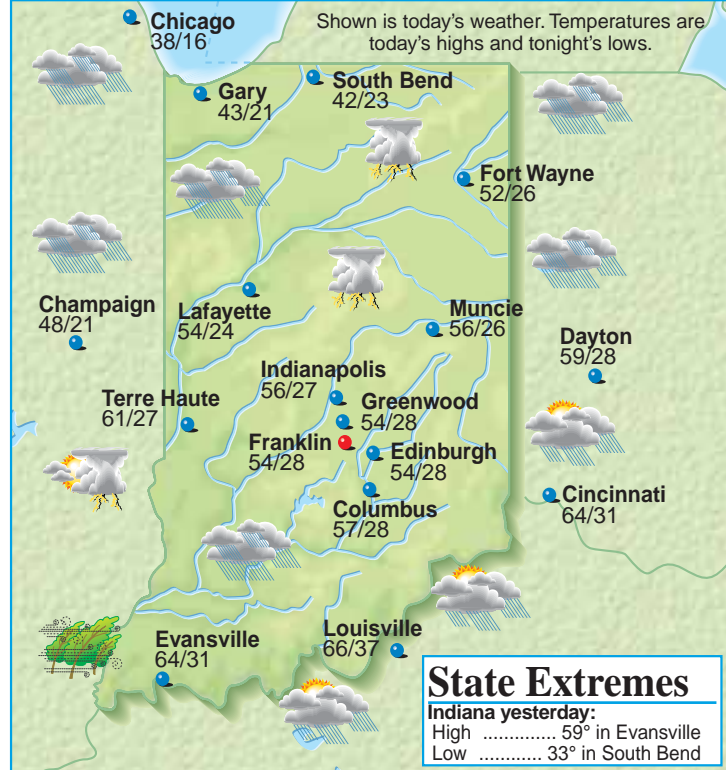 Shown is today's weather. Temperatures are
today's highs and tonight's lows.
Chicago
38/16
Gary
43/21
South Bend
42/23
Fort Wayne
52/26
Champaign
48/21
Lafayette
54/24
Muncie
56/26
Dayton
59/28
Indianapolis
56/27
Terre Haute
61/27
Greenwood
54/28
Franklin
54/28
Edinburgh
54/28
Columbus
57/28
Cincinnati
64/31
Evansville
64/31
Louisville
66/37
State Extremes
Indiana yesterday:
High .............. 59° in Evansville
Low ............ 33° in South Bend